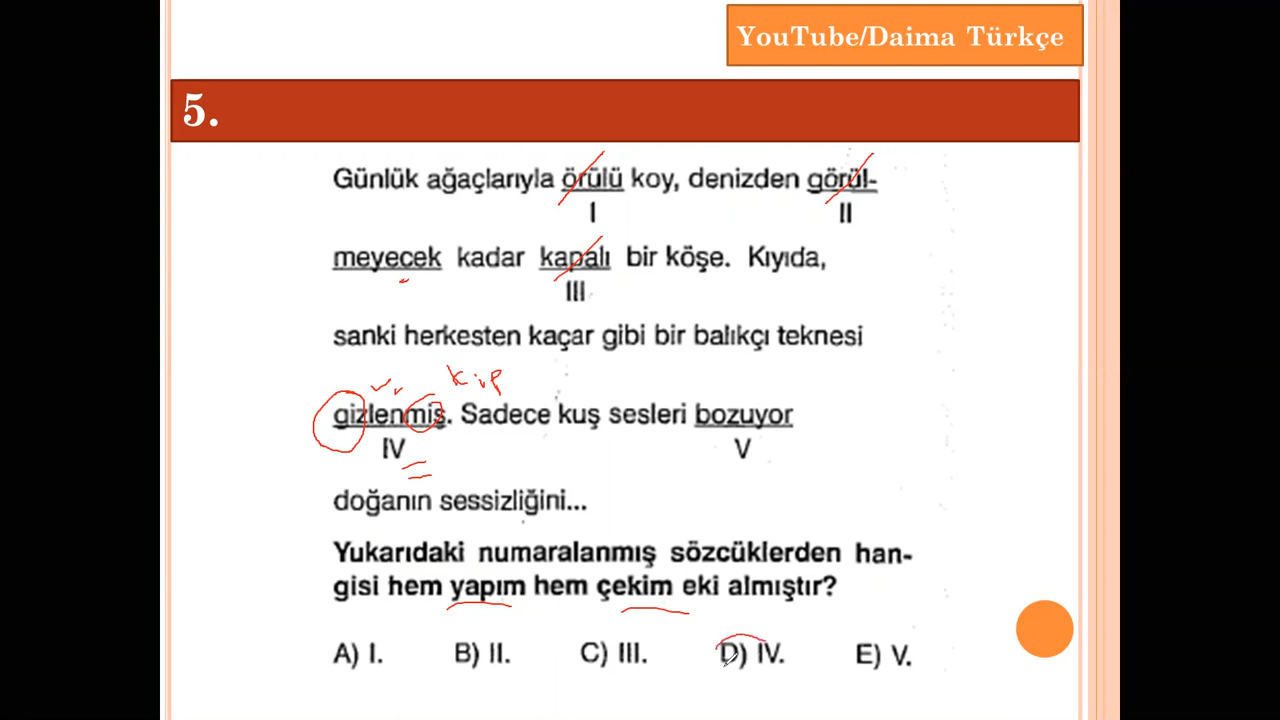 YouTube/Daima Türkçe
5.
Günlük ağaçlarıyla örülü koy, denizden görül-
I II
meyecek kadar kapalı bir köşe. Kıyıda,
III
sanki herkesten kaçar gibi bir balıkçı teknesi
kip
gizlenmiş. Sadece kuş sesleri bozuyor
IV V
doğanın sessizliğini...
Yukarıdaki numaralanmış sözcüklerden han-
gisi hem yapım hem çekim eki almıştır?
A) I. B) II. C) III. D) IV. E) V.